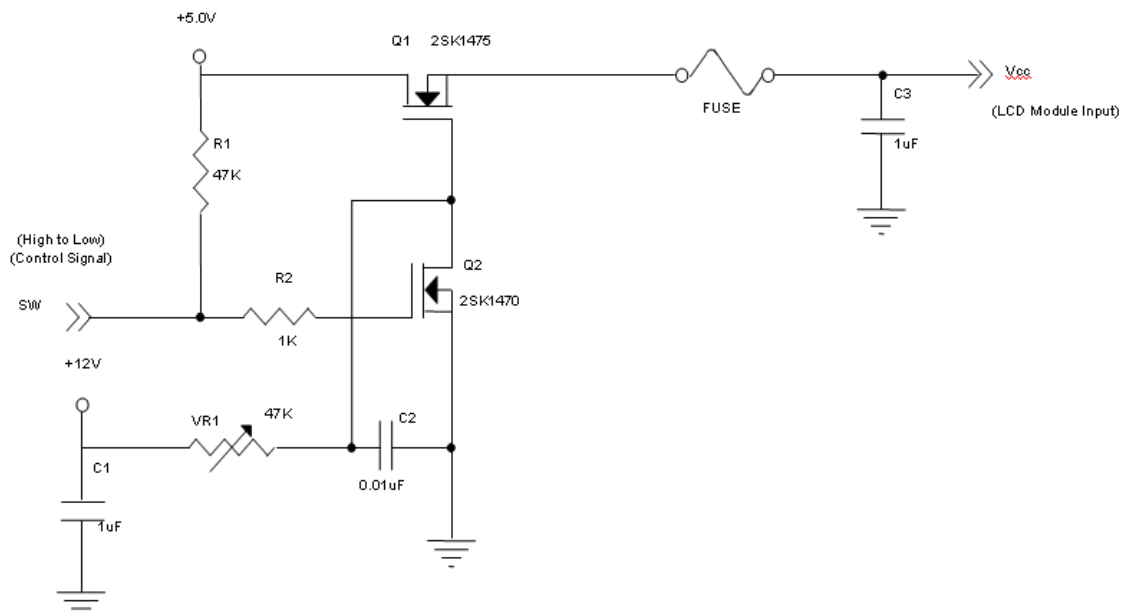 +5.0V
Q1 2SK1475
Vcc
C3
FUSE
(LCD Module Input)
R1
1uF
47K
(High to Low)
(Control Signal)
R2
Q2
SW
2SK1470
1K
+12V
47K
VR1
C2
C1
0.01uF
1uF